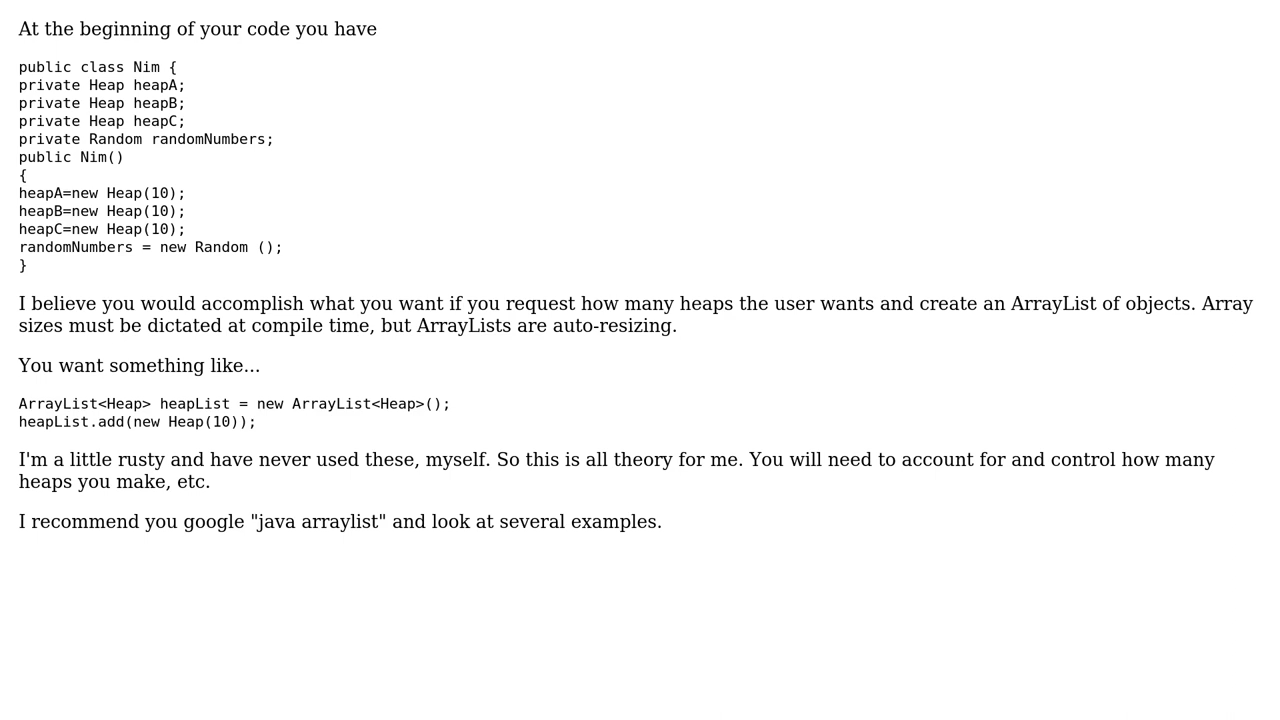 At the beginning of your code you have
public class Nim {
private Heap heapA;
private Heap heapB;
private Heap heapC;
private Random randomNumbers;
public Nim()
{
heapA=new Heap(10);
heapB=new Heap(10);
heapC=new Heap(10);
randomNumbers = new Random ();
}
I believe you would accomplish what you want if you request how many heaps the user wants and create an ArrayList of objects. Array
sizes must be dictated at compile time, but ArrayLists are auto-resizing.
You want something like...
ArrayList<Heap> heapList = new ArrayList<Heap>();
heapList.add(new Heap(10));
I'm a little rusty and have never used these, myself. So this is all theory for me. You will need to account for and control how many
heaps you make, etc.
I recommend you google "java arraylist" and look at several examples.